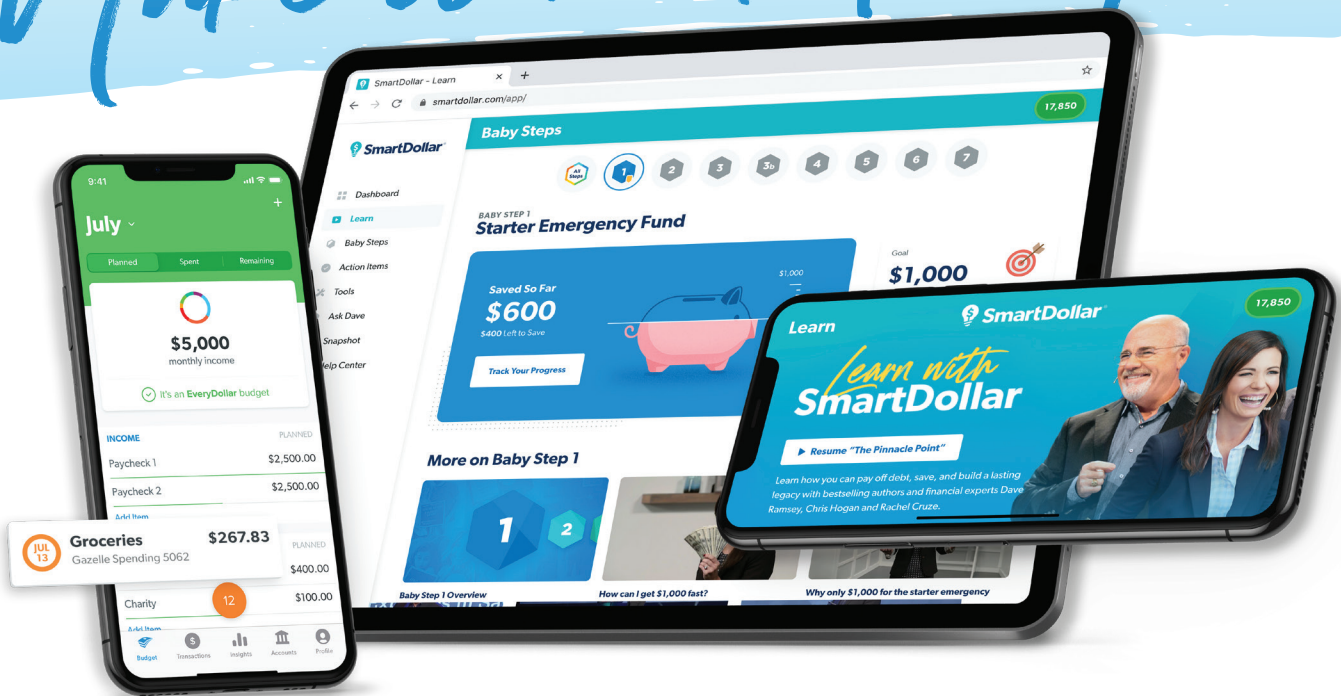 SmartDollar - Learn
smartdollar.com/app/
SmartDollar
Dashboard
Learn
Baby Steps
Action Items
Tools
Ask Dave
Snapshot
Help Center
Baby Steps
17,850
All Steps
1
2
3
3b
4
5
6
7
BABY STEP 1
Starter Emergency Fund
Saved So Far
$600
$400 Left to Save
Track Your Progress
$1,000
Goal
$1,000
More on Baby Step 1
1
2
Baby Step 1 Overview
How can I get $1,000 fast?
Why only $1,000 for the starter emergency
9:41
July
Planned
Spent
Remaining
$5,000
monthly income
It's an EveryDollar budget
INCOME
PLANNED
Paycheck 1
$2,500.00
Paycheck 2
$2,500.00
Add Item
JUL
13
Groceries
$267.83
Gazelle Spending 5062
PLANNED
$400.00
Charity
12
$100.00
Add Item
Budget
Transactions
Insights
Accounts
Profile
Learn
SmartDollar
17,850
Learn with
SmartDollar
Resume "The Pinnacle Point"
Learn how you can pay off debt, save, and build a lasting
legacy with bestselling authors and financial experts Dave
Ramsey, Chris Hogan and Rachel Cruze.